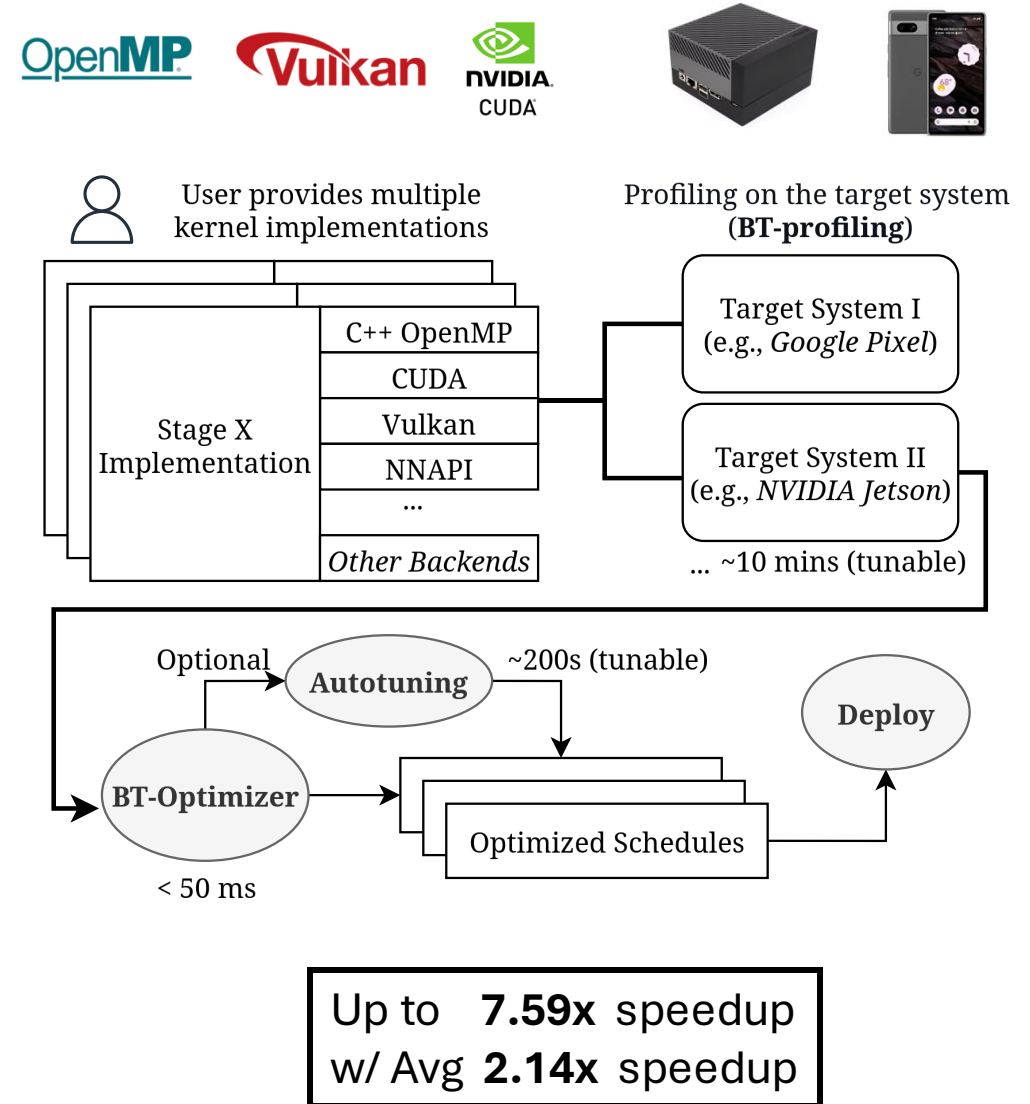 OpenMP
Vulkan
NVIDIA.
CUDA
User provides multiple
kernel implementations
Profiling on the target system
(BT-profiling)
Stage X
Implementation
C++ OpenMP
CUDA
Vulkan
NNAPI
...
Other Backends
Target System I
(e.g., Google Pixel)
Target System II
(e.g., NVIDIA Jetson)
... ~10 mins (tunable)
Optional
Autotuning
~200s (tunable)
Deploy
BT-Optimizer
< 50 ms
Optimized Schedules
Up to 7.59x speedup
w/ Avg 2.14x speedup